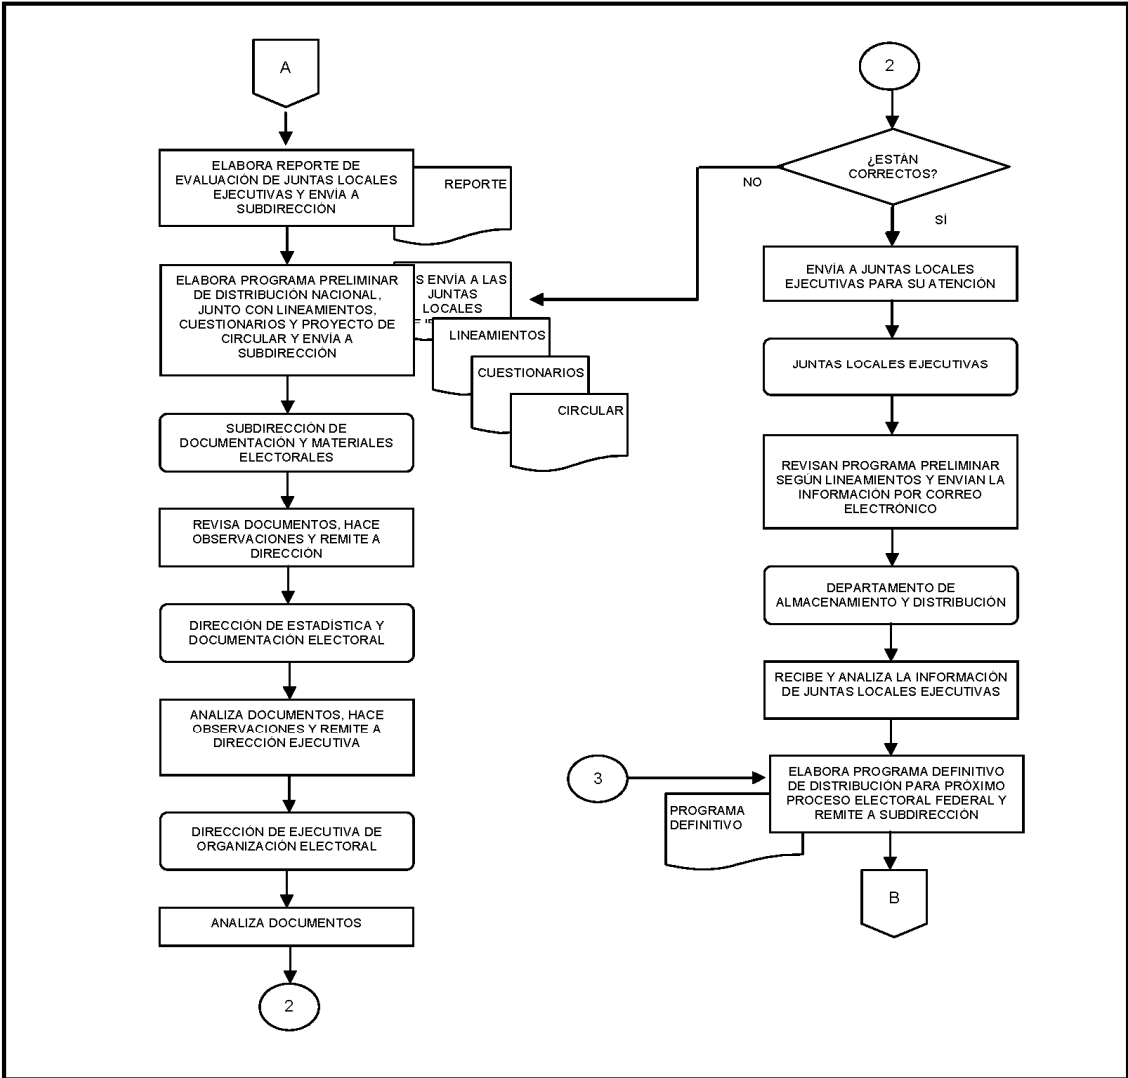 A
ELABORA REPORTE DE
EVALUACIÓN DE JUNTAS LOCALES
EJECUTIVAS Y ENVÍA A
SUBDIRECCIÓN
REPORTE
ELABORA PROGRAMA PRELIMINAR
DE DISTRIBUCIÓN NACIONAL,
JUNTO CON LINEAMIENTOS,
CUESTIONARIOS Y PROYECTO DE
CIRCULAR Y ENVÍA A
SUBDIRECCIÓN
ENVÍA A LAS
JUNTAS
LOCALES
LINEAMIENTOS
CUESTIONARIOS
CIRCULAR
SUBDIRECCIÓN DE
DOCUMENTACIÓN Y MATERIALES
ELECTORALES
REVISA DOCUMENTOS, HACE
OBSERVACIONES Y REMITE A
DIRECCIÓN
DIRECCIÓN DE ESTADÍSTICA Y
DOCUMENTACIÓN ELECTORAL
ANALIZA DOCUMENTOS, HACE
OBSERVACIONES Y REMITE A
DIRECCIÓN EJECUTIVA
DIRECCIÓN DE EJECUTIVA DE
ORGANIZACIÓN ELECTORAL
ANALIZA DOCUMENTOS
2
2
¿ESTÁN
CORRECTOS?
NO
SÍ
ENVÍA A JUNTAS LOCALES
EJECUTIVAS PARA SU ATENCIÓN
JUNTAS LOCALES EJECUTIVAS
REVISAN PROGRAMA PRELIMINAR
SEGÚN LINEAMIENTOS Y ENVIAN LA
INFORMACIÓN POR CORREO
ELECTRÓNICO
DEPARTAMENTO DE
ALMACENAMIENTO Y DISTRIBUCIÓN
RECIBE Y ANALIZA LA INFORMACIÓN
DE JUNTAS LOCALES EJECUTIVAS
3
ELABORA PROGRAMA DEFINITIVO
DE DISTRIBUCIÓN PARA PRÓXIMO
PROCESO ELECTORAL FEDERAL Y
REMITE A SUBDIRECCIÓN
PROGRAMA
DEFINITIVO
B